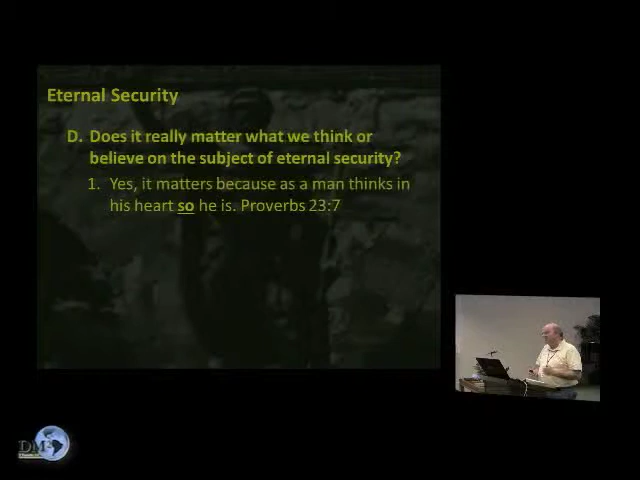 Eternal Security
D. Does it really matter what we think or
believe on the subject of eternal security?
1. Yes, it matters because as a man thinks in
his heart so he is. Proverbs 23:7
DM